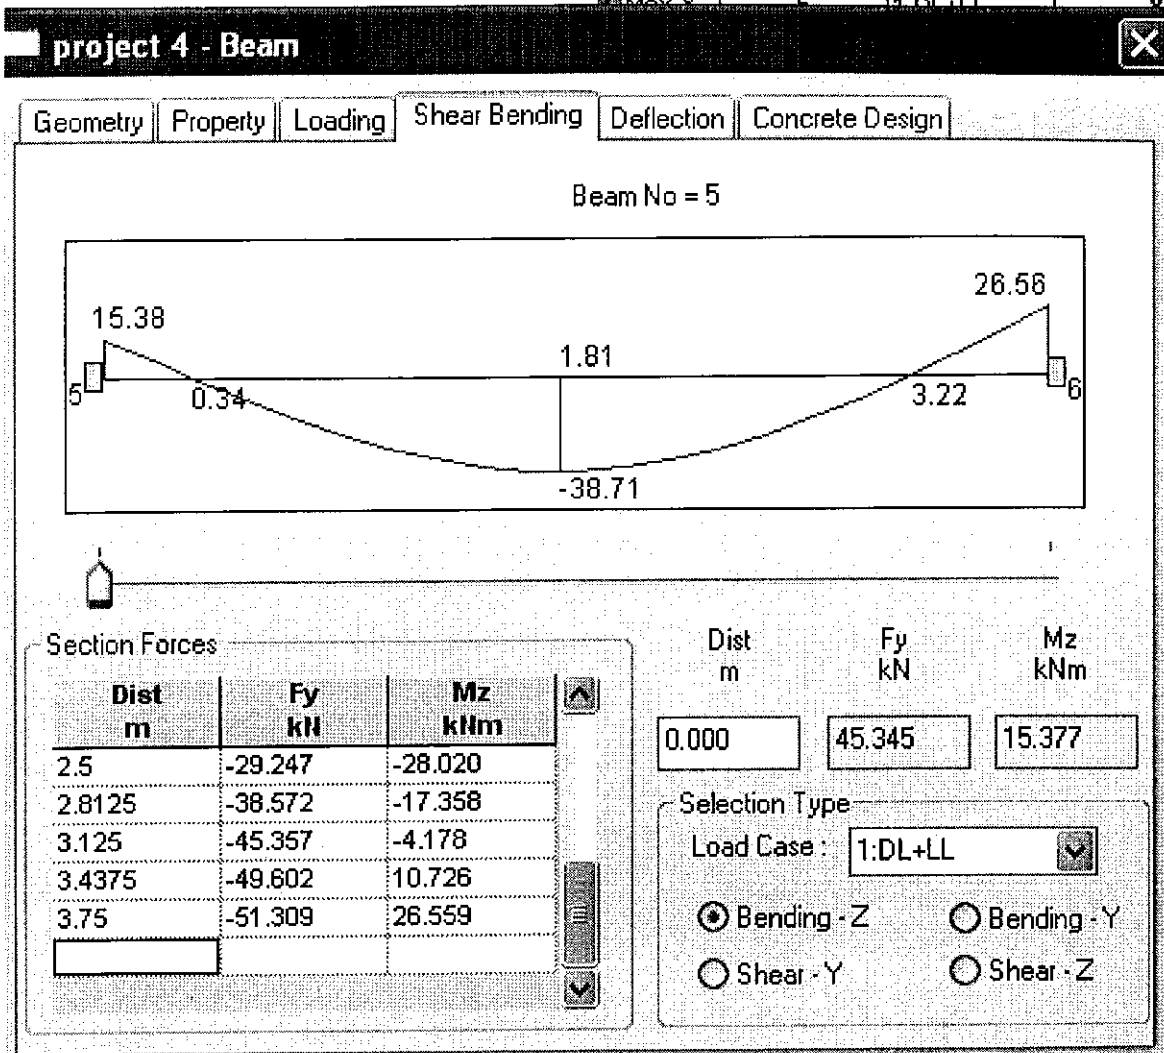 project 4 - Beam
Geometry Property Loading Shear Bending Deflection Concrete Design
Beam No = 5
26.56
15.38
1.81
5 0.34 3.22 6
-38.71
Section Forces
Dist Fy Mz
m kN kNm
Dist Fy Mz
m kN kNm
0.000 45.345 15.377
2.5 -29.247 -28.020
2.8125 -38.572 -17.358
3.125 -45.357 -4.178
3.4375 -49.602 10.726
3.75 -51.309 26.559
Selection Type
Load Case : 1:DL+LL
Bending - Z Bending - Y
Shear - Y Shear - Z